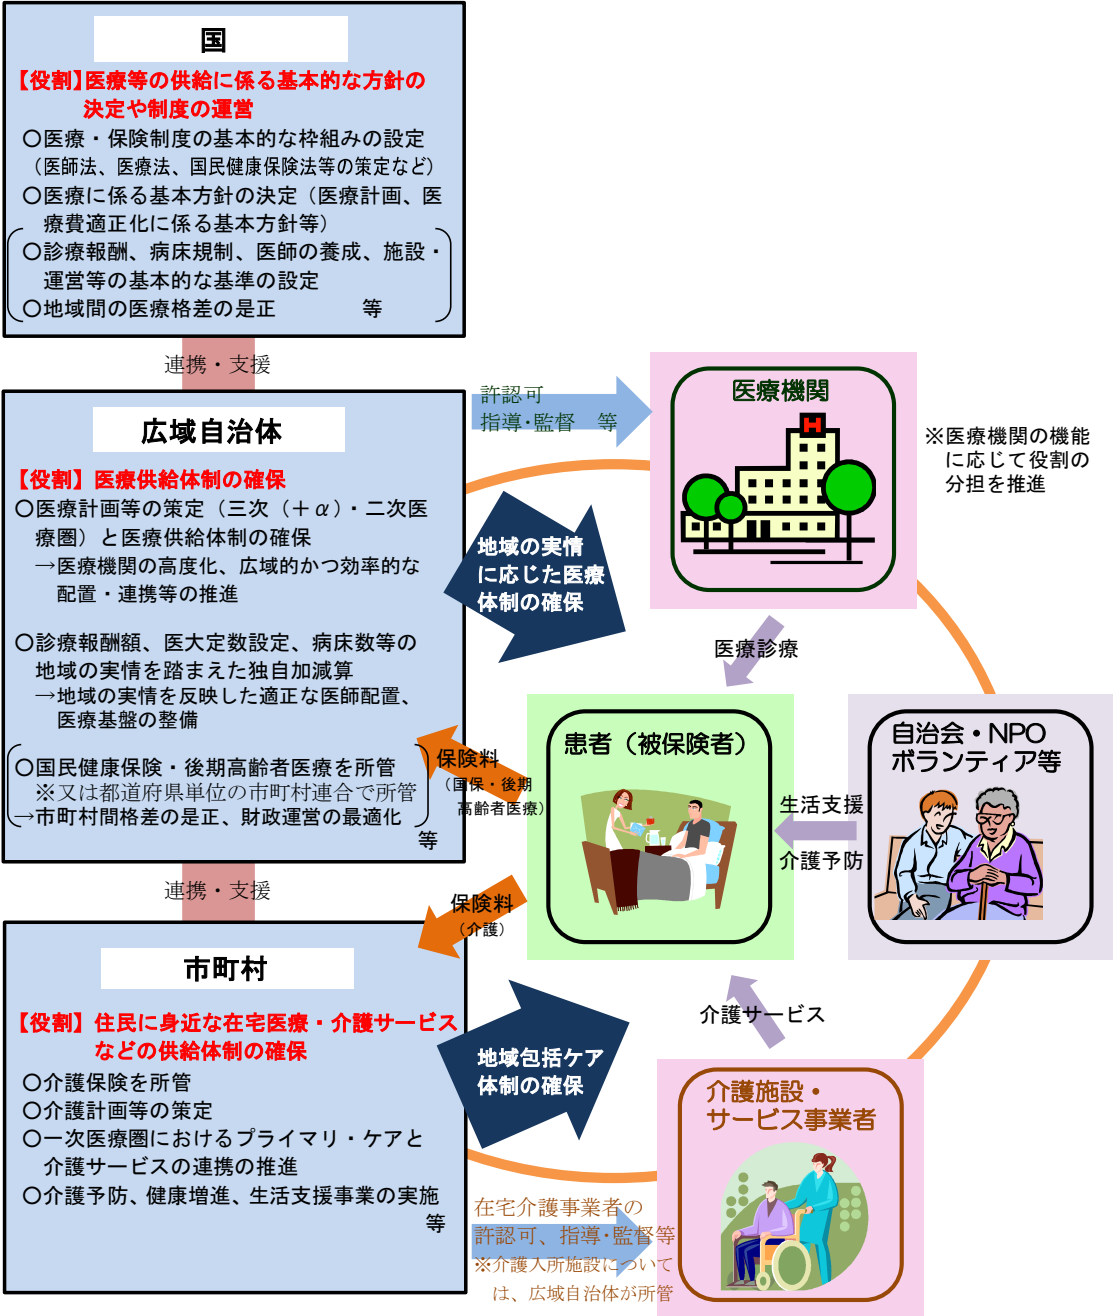 国
【役割】医療等の供給に係る基本的な方針の
決定や制度の運営
〇医療・保険制度の基本的な枠組みの設定
（医師法、医療法、国民健康保険法等の策定など）
〇医療に係る基本方針の決定（医療計画、医
療費適正化に係る基本方針等）
〇診療報酬、病床規制、医師の養成、施設・
運営等の基本的な基準の設定
〇地域間の医療格差の是正　　　　等
連携・支援
広域自治体
【役割】医療供給体制の確保
〇医療計画等の策定（三次（＋α）・二次医
療圏）と医療供給体制の確保
→医療機関の高度化、広域的かつ効率的な
配置・連携等の推進
〇診療報酬額、医大定数設定、病床数等の
地域の実情を踏まえた独自加減算
→地域の実情を反映した適正な医師配置、
医療基盤の整備
〇国民健康保険・後期高齢者医療を所管
※又は都道府県単位の市町村連合で所管
→市町村間格差の是正、財政運営の最適化
等
連携・支援
市町村
【役割】住民に身近な在宅医療・介護サービス
などの供給体制の確保
〇介護保険を所管
〇介護計画等の策定
〇一次医療圏におけるプライマリ・ケアと
介護サービスの連携の推進
〇介護予防、健康増進、生活支援事業の実施
等
許認可
指導・監督　等
医療機関
H
※医療機関の機能
に応じて役割の
分担を推進
地域の実情
に応じた医療
体制の確保
医療診療
患者（被保険者）
保険料
（国保・後期
高齢者医療）
自治会・NPO
ボランティア等
生活支援
介護予防
保険料
（介護）
介護サービス
地域包括ケア
体制の確保
介護施設・
サービス事業者
在宅介護事業者の
許認可、指導・監督等
※介護入所施設について
は、広域自治体が所管